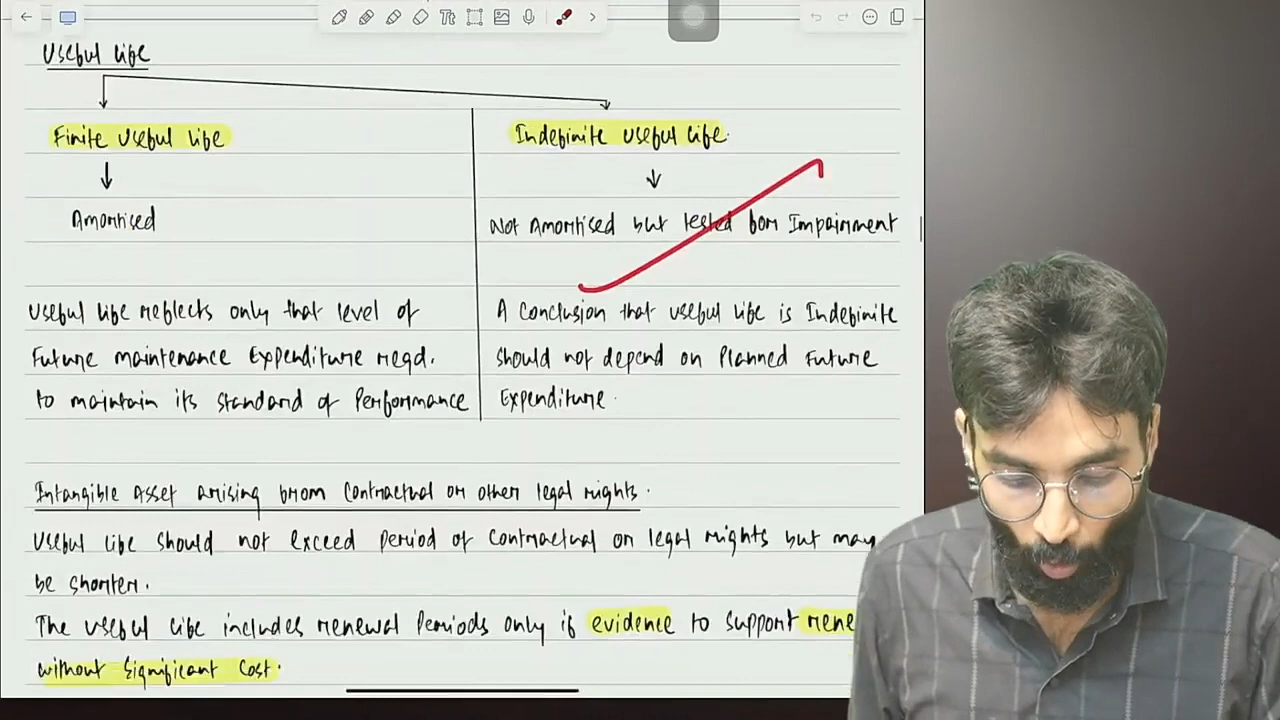 Useful life
Finite Useful life
Indefinite Useful life.
Amortised
Not Amortised but tested for Impairment
Useful life reflects only that level of
Future maintenance Expenditure reqd.
to maintain its standard of Performance
A Conclusion that useful life is Indefinite
should not depend on Planned Future
Expenditure.
Intangible Asset arising from Contractual or other legal rights.
Useful life should not exceed period of Contractual or legal rights but may
be shorter.
The useful life includes renewal Periods only if evidence to support rene
without significant Cost.